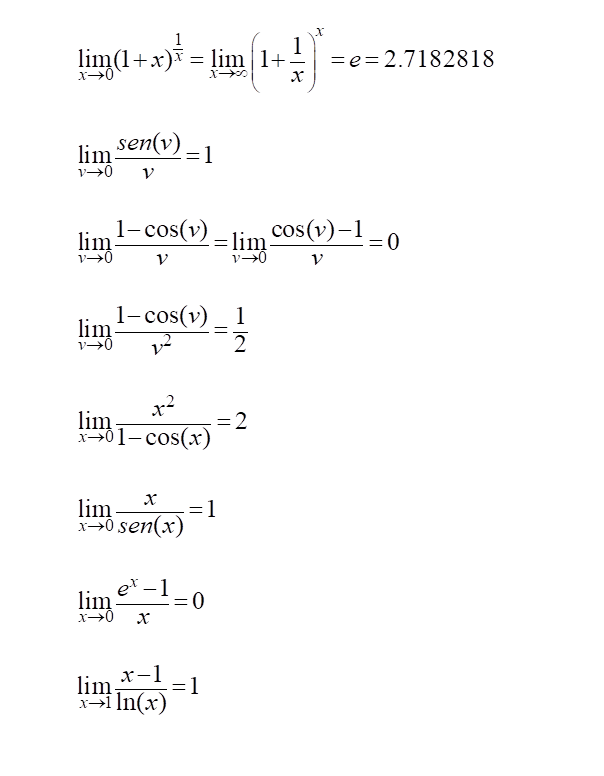 lim_{x→0} (1+x)^{1/x} = lim_{x→∞} (1+1/x)^x = e = 2.7182818
lim_{v→0} sen(v)/v = 1
lim_{v→0} (1−cos(v))/v = lim_{v→0} (cos(v)−1)/v = 0
lim_{v→0} (1−cos(v))/v² = 1/2
lim_{x→0} x²/(1−cos(x)) = 2
lim_{x→0} x/sen(x) = 1
lim_{x→0} (e^x −1)/x = 0
lim_{x→1} (x−1)/ln(x) = 1